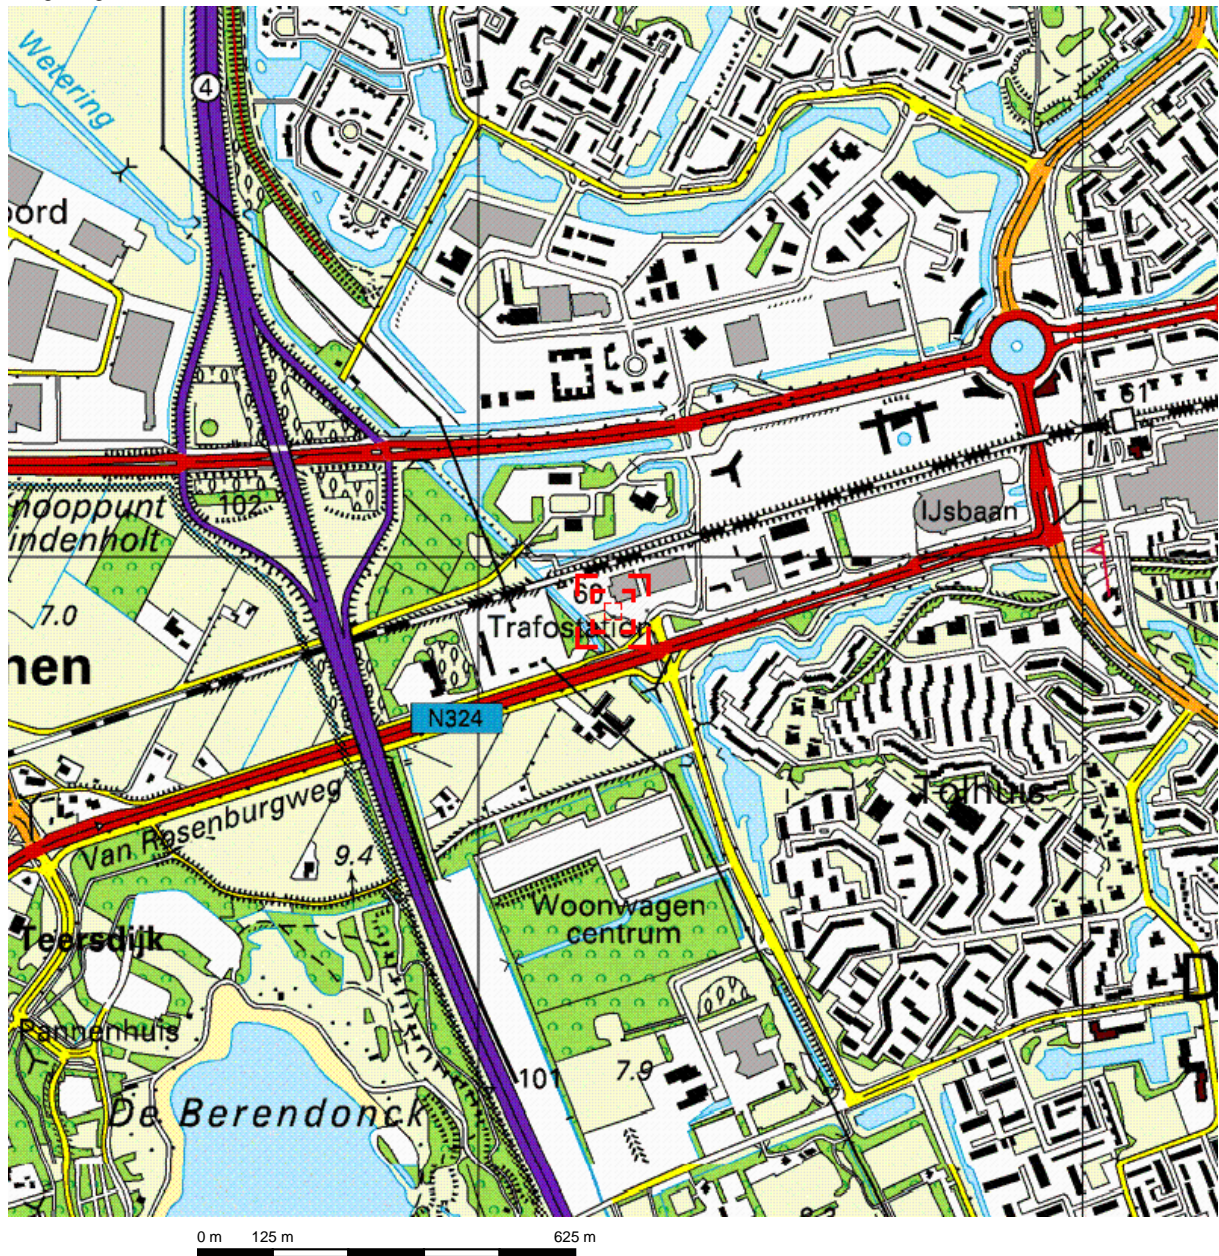 Wetering
4
oord
61
102
nooppunt
indenholt
IJsbaan
7.0
Trafostation
nen
N324
Van Rosenburgweg
9.4
Tolhuis
Woonwagen
centrum
Teersdijk
Pannenhuis
101
7.9
De Berendonck
0 m 125 m 625 m